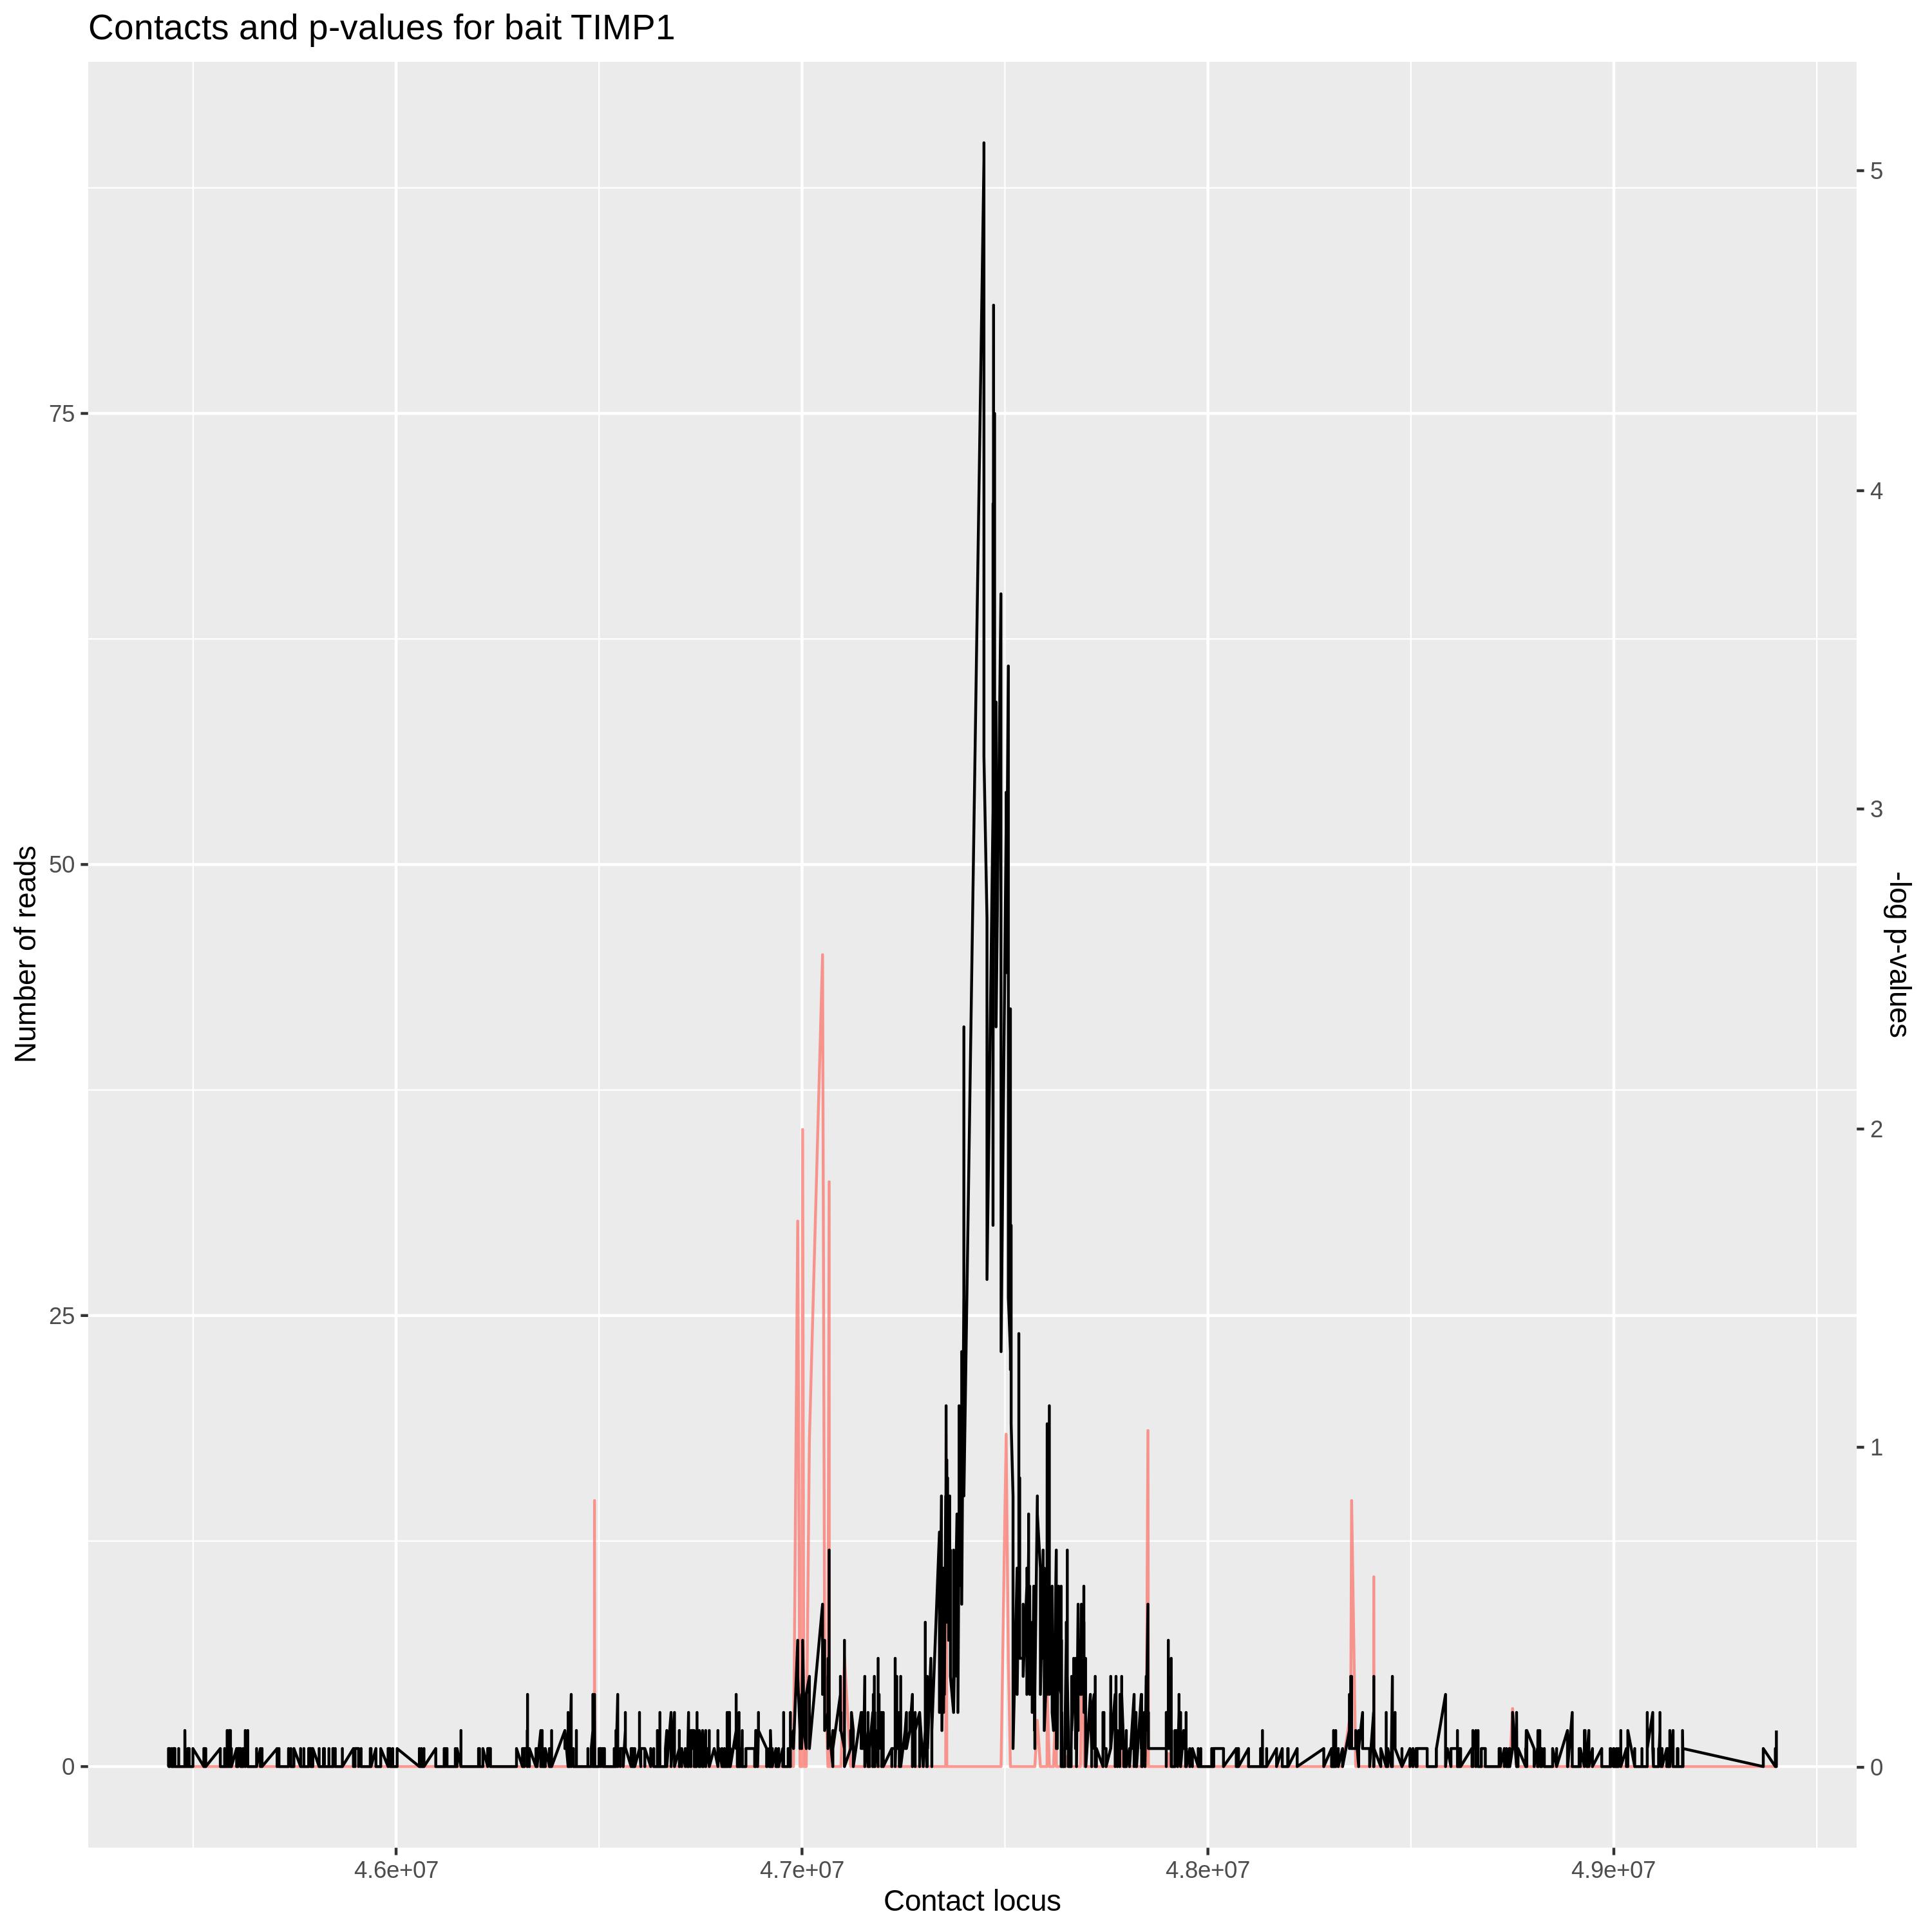 Contacts and p-values for bait TIMP1
Number of reads
75
50
25
0
5
4
3
2
1
0
-log p-values
4.6e+07
4.7e+07
4.8e+07
4.9e+07
Contact locus